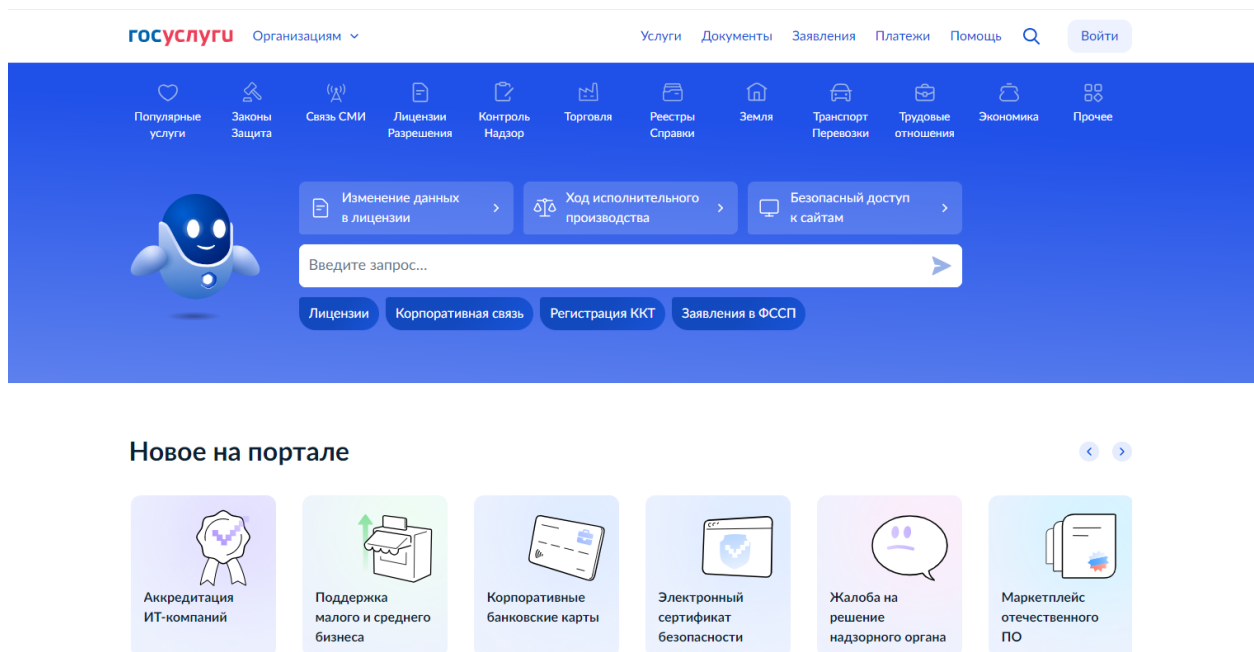 госуслуги Организациям Услуги Документы Заявления Платежи Помощь Войти
Популярные услуги
Законы Защита
Связь СМИ
Лицензии Разрешения
Контроль Надзор
Торговля
Реестры Справки
Земля
Транспорт Перевозки
Трудовые отношения
Экономика
Прочее
Изменение данных
в лицензии
Ход исполнительного
производства
Безопасный доступ
к сайтам
Введите запрос...
Лицензии Корпоративная связь Регистрация ККТ Заявления в ФССП
Новое на портале
Аккредитация
ИТ-компаний
Поддержка
малого и среднего
бизнеса
Корпоративные
банковские карты
Электронный
сертификат
безопасности
Жалоба на
решение
надзорного органа
Маркетплейс
отечественного
ПО